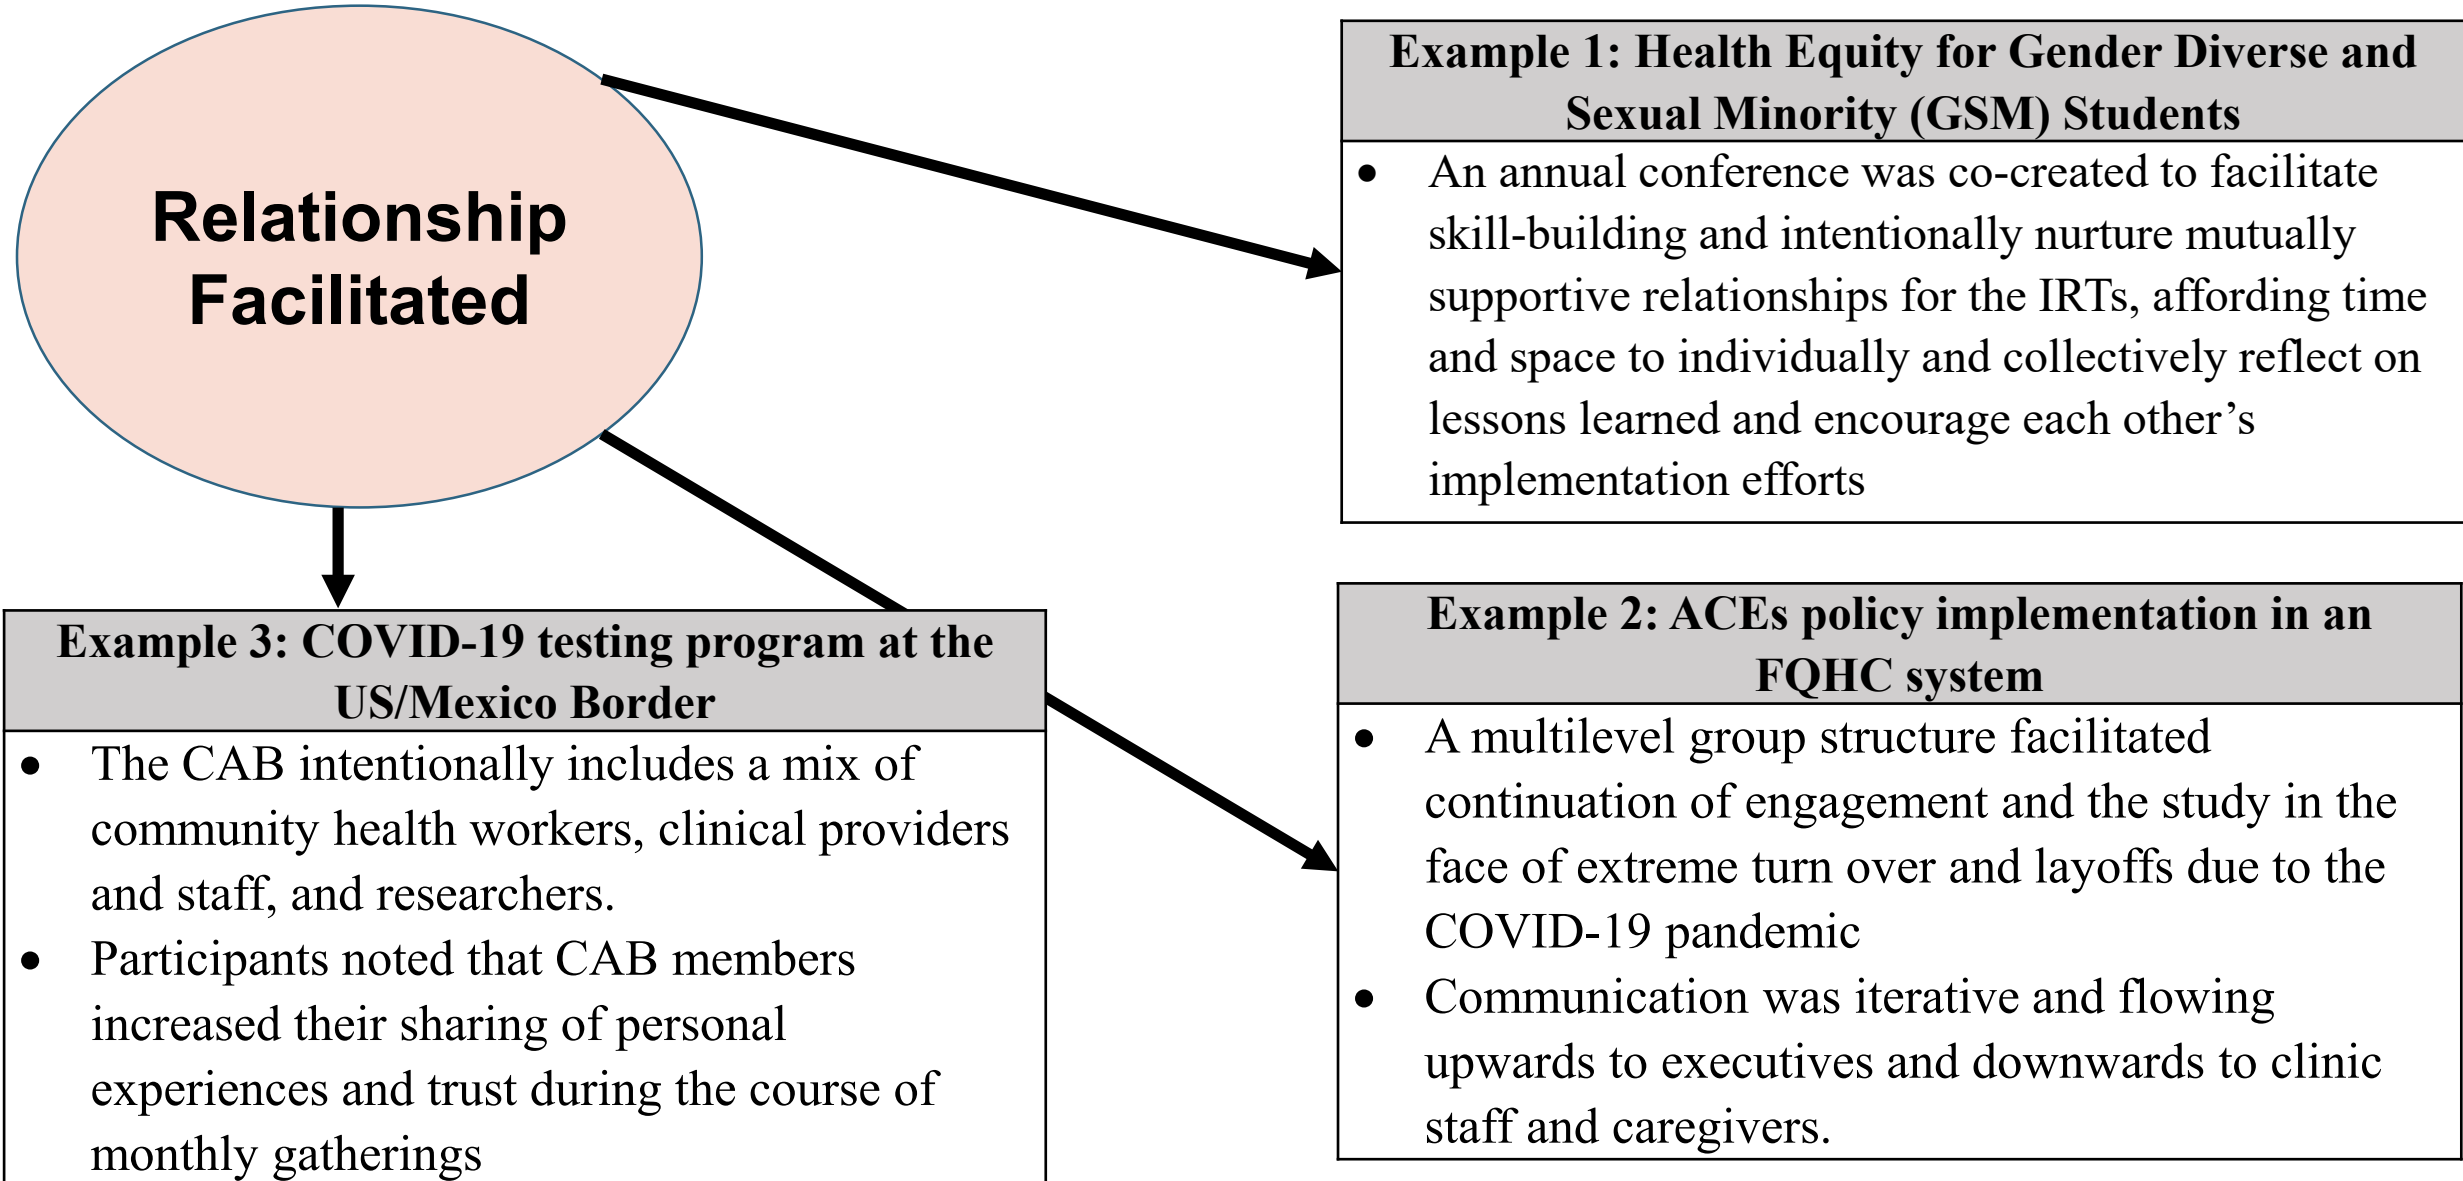 Relationship
Facilitated
Example 1: Health Equity for Gender Diverse and
Sexual Minority (GSM) Students
• An annual conference was co-created to facilitate
skill-building and intentionally nurture mutually
supportive relationships for the IRTs, affording time
and space to individually and collectively reflect on
lessons learned and encourage each other’s
implementation efforts
Example 2: ACEs policy implementation in an
FQHC system
• A multilevel group structure facilitated
continuation of engagement and the study in the
face of extreme turn over and layoffs due to the
COVID-19 pandemic
• Communication was iterative and flowing
upwards to executives and downwards to clinic
staff and caregivers.
Example 3: COVID-19 testing program at the
US/Mexico Border
• The CAB intentionally includes a mix of
community health workers, clinical providers
and staff, and researchers.
• Participants noted that CAB members
increased their sharing of personal
experiences and trust during the course of
monthly gatherings